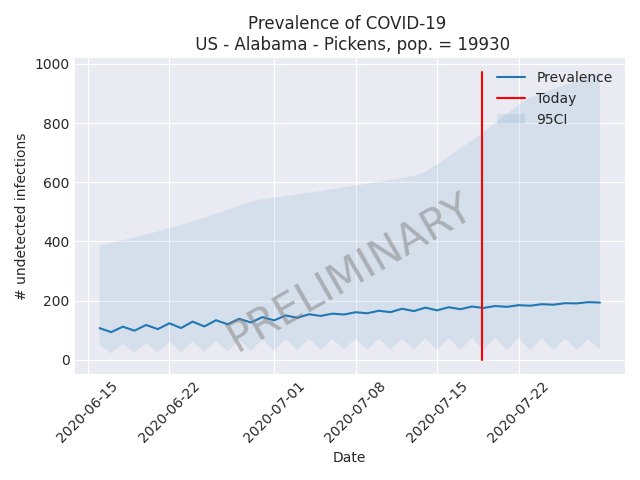 Prevalence of COVID-19
US - Alabama - Pickens, pop. = 19930
# undetected infections
1000
800
600
400
200
0
Prevalence
Today
95CI
PRELIMINARY
2020-06-15
2020-06-22
2020-07-01
2020-07-08
2020-07-15
2020-07-22
Date